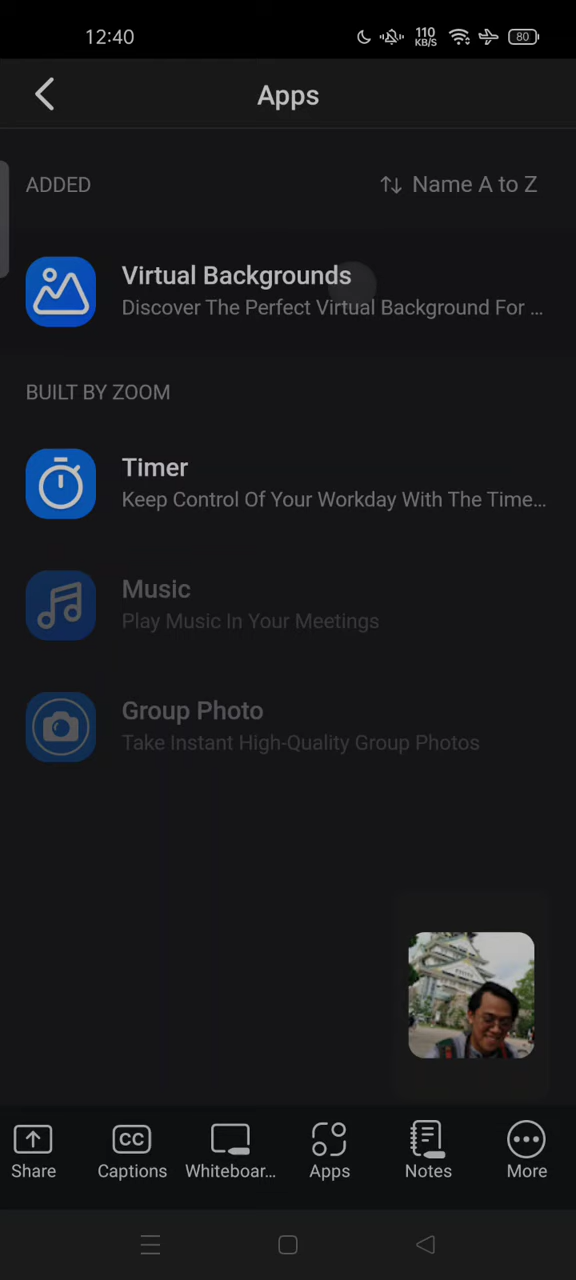 12:40
110
KB/S
80
Apps
ADDED
Name A to Z
Virtual Backgrounds
Discover The Perfect Virtual Background For ...
BUILT BY ZOOM
Timer
Keep Control Of Your Workday With The Time...
Music
Play Music In Your Meetings
Group Photo
Take Instant High-Quality Group Photos
CC
Share
Captions
Whiteboar...
Apps
Notes
More